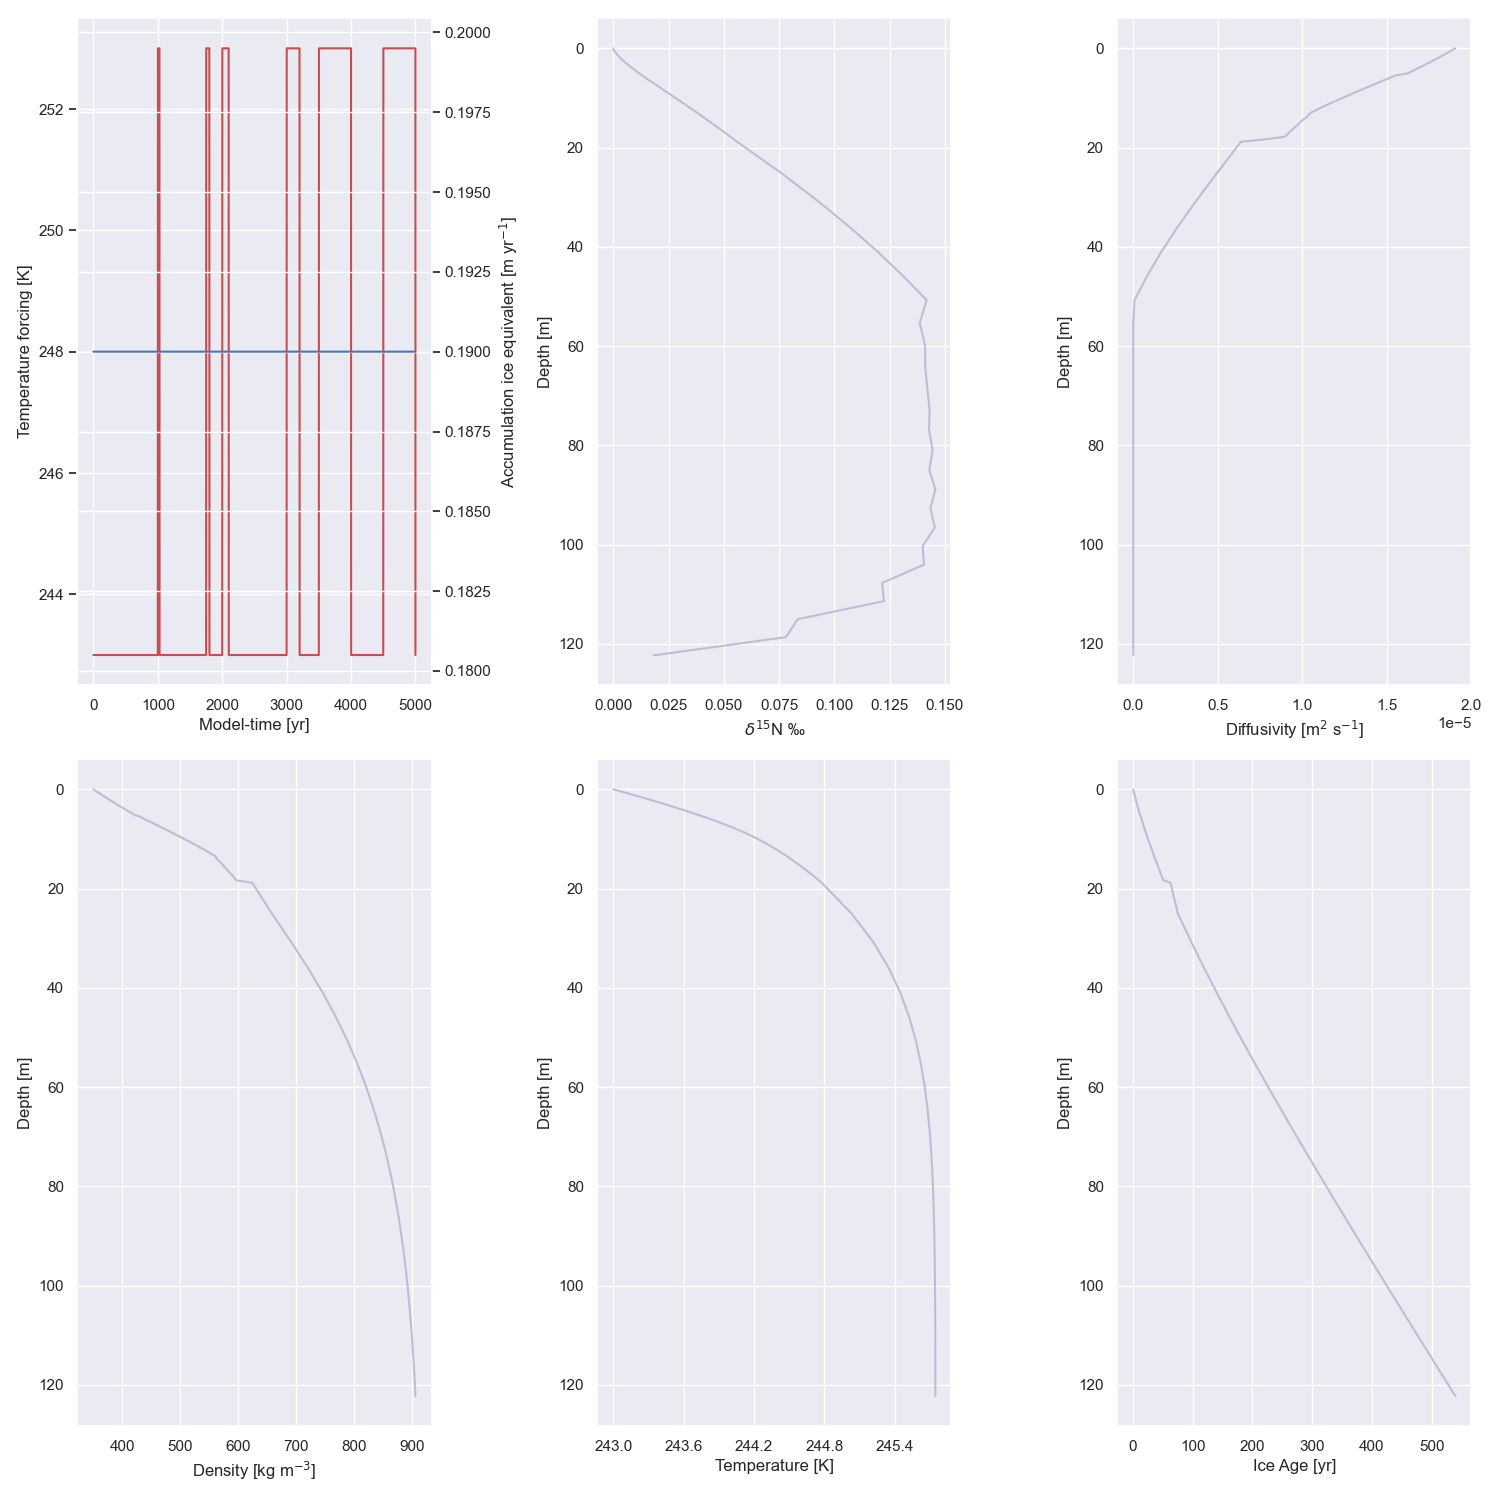 Temperature forcing [K]
252
250
248
246
244
0 1000 2000 3000 4000 5000
Model-time [yr]
0.2000
0.1975
0.1950
0.1925
0.1900
0.1875
0.1850
0.1825
0.1800
Accumulation ice equivalent [m yr⁻¹]
Depth [m]
0
20
40
60
80
100
120
0.000 0.025 0.050 0.075 0.100 0.125 0.150
δ¹⁵N ‰
Depth [m]
0
20
40
60
80
100
120
0.0 0.5 1.0 1.5 2.0
1e−5
Diffusivity [m² s⁻¹]
Depth [m]
0
20
40
60
80
100
120
400 500 600 700 800 900
Density [kg m⁻³]
Depth [m]
0
20
40
60
80
100
120
243.0 243.6 244.2 244.8 245.4
Temperature [K]
Depth [m]
0
20
40
60
80
100
120
0 100 200 300 400 500
Ice Age [yr]